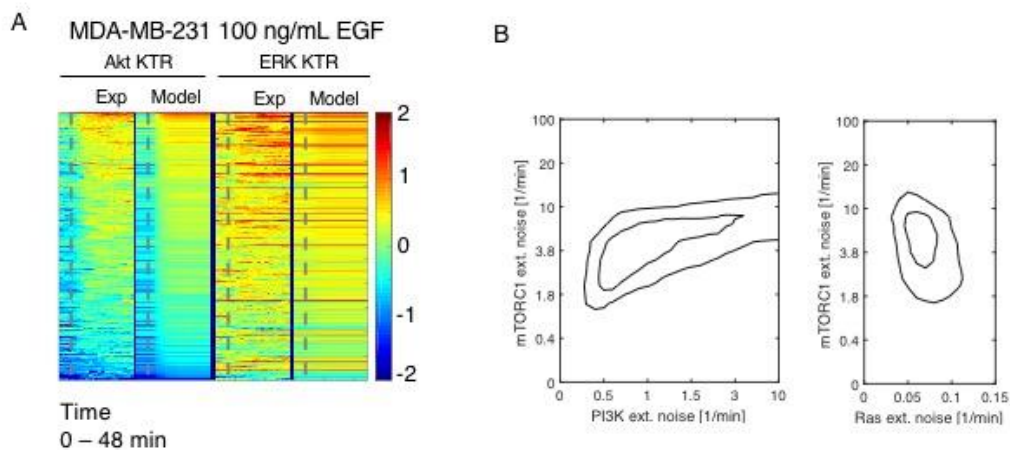 A
MDA-MB-231 100 ng/mL EGF
Akt KTR
ERK KTR
Exp
Model
Exp
Model
2
1
0
-1
-2
Time
0 – 48 min
B
mTORC1 ext. noise [1/min]
100
20
10
3.8
1.8
0.4
0
0
0.5
1
1.5
3
10
PI3K ext. noise [1/min]
mTORC1 ext. noise [1/min]
100
20
10
3.8
1.8
0.4
0
0
0.05
0.1
0.15
Ras ext. noise [1/min]